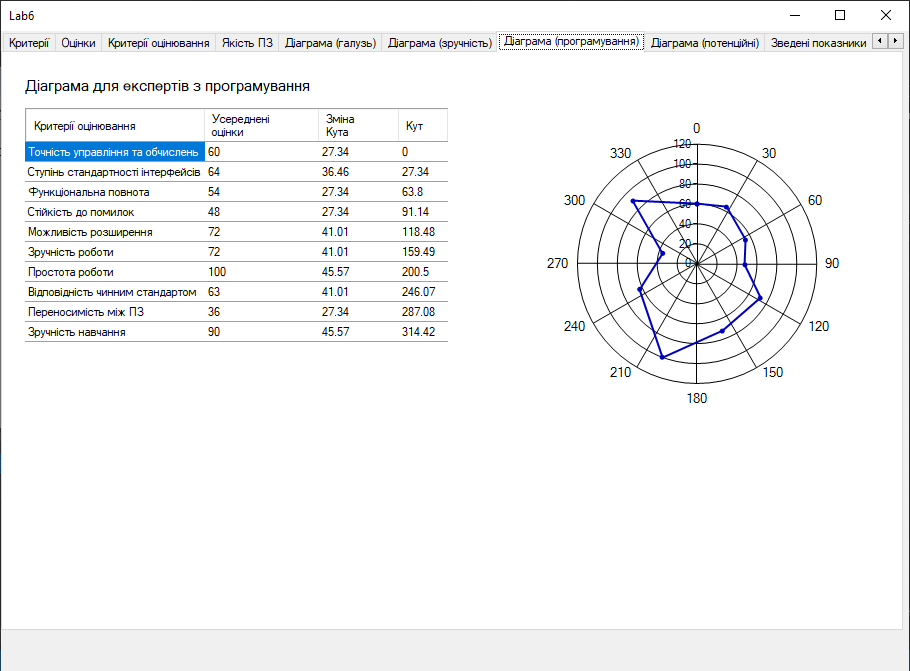 Lab6
Критерії Оцінки Критерії оцінювання Якість ПЗ Діаграма (галузь) Діаграма (зручність) Діаграма (програмування) Діаграма (потенційні) Зведені показники
Діаграма для експертів з програмування
Критерії оцінювання Усереднені оцінки Зміна Кута Кут
Точність управління та обчислень 60 27.34 0
Ступінь стандартності інтерфейсів 64 36.46 27.34
Функціональна повнота 54 27.34 63.8
Стійкість до помилок 48 27.34 91.14
Можливість розширення 72 41.01 118.48
Зручність роботи 72 41.01 159.49
Простота роботи 100 45.57 200.5
Відповідність чинним стандартом 63 41.01 246.07
Переносимість між ПЗ 36 27.34 287.08
Зручність навчання 90 45.57 314.42
0
30
60
90
120
150
180
210
240
270
300
330
120
100
80
60
40
20
0